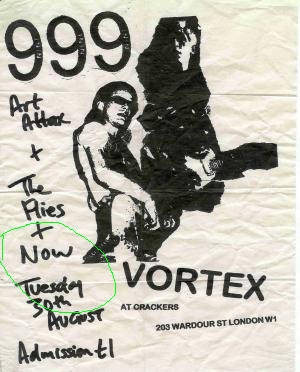 999
Art
Attax
+
The
Flies
+
Now
Tuesday
30th
AUGUST
Admission £1
VORTEX
AT CRACKERS
203 WARDOUR ST LONDON W1